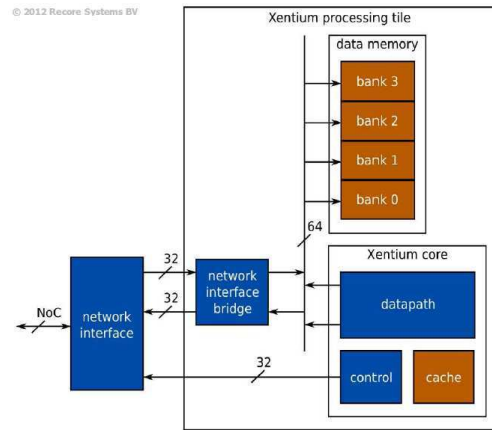 © 2012 Recore Systems BV
Xentium processing tile
data memory
bank 3
bank 2
bank 1
bank 0
64
Xentium core
32
network
interface
bridge
datapath
32
NoC
network
interface
32
control
cache